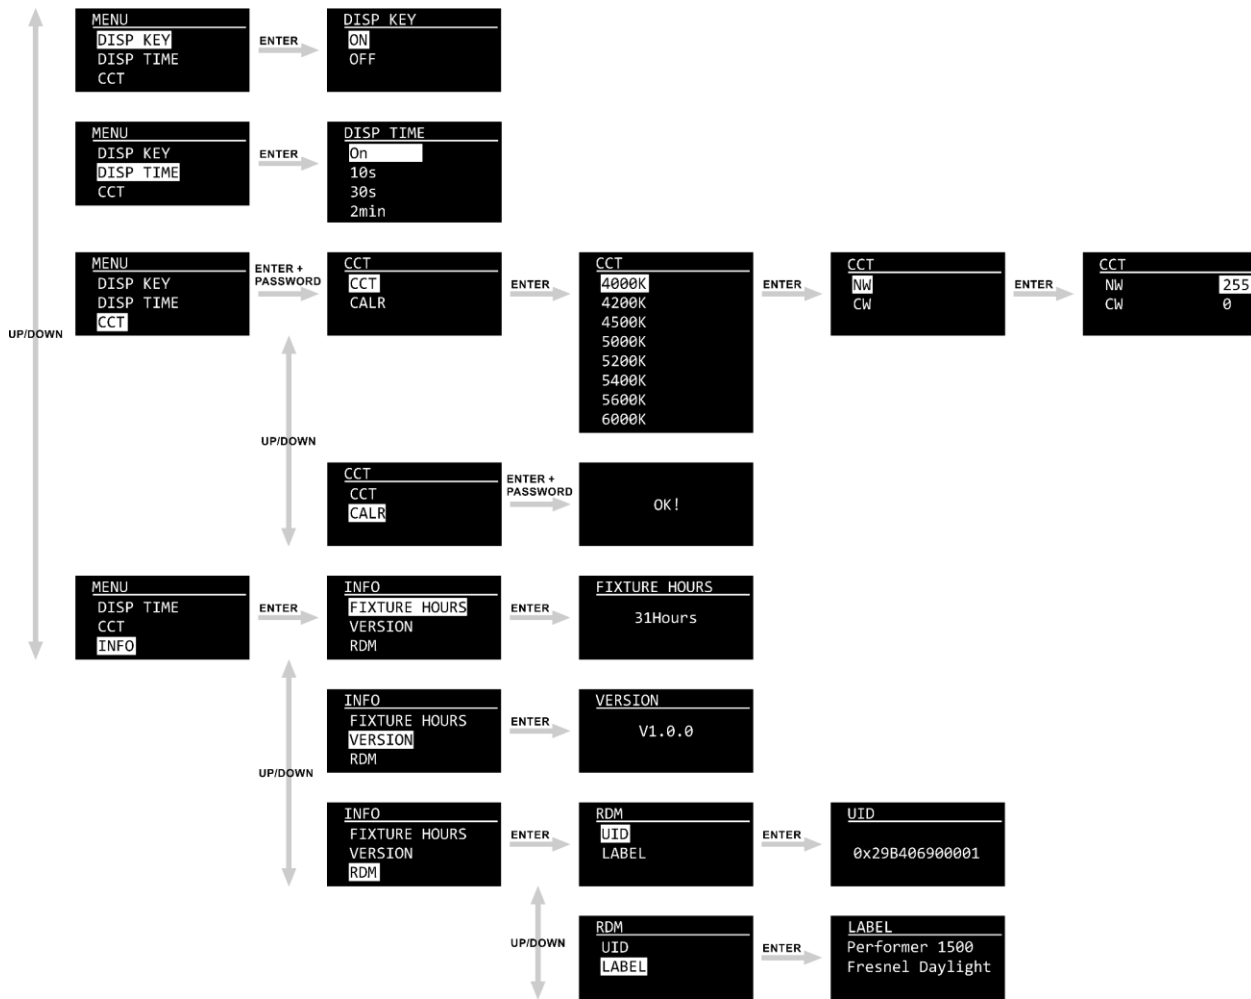 MENU
DISP KEY
DISP TIME
CCT
ENTER
DISP KEY
ON
OFF
MENU
DISP KEY
DISP TIME
CCT
ENTER
DISP TIME
On
10s
30s
2min
UP/DOWN
MENU
DISP KEY
DISP TIME
CCT
ENTER +
PASSWORD
CCT
CCT
CALR
ENTER
CCT
4000K
4200K
4500K
5000K
5200K
5400K
5600K
6000K
ENTER
CCT
NW
CW
ENTER
CCT
NW 255
CW 0
UP/DOWN
CCT
CCT
CALR
ENTER +
PASSWORD
OK!
MENU
DISP TIME
CCT
INFO
ENTER
INFO
FIXTURE HOURS
VERSION
RDM
ENTER
FIXTURE HOURS
31Hours
UP/DOWN
INFO
FIXTURE HOURS
VERSION
RDM
ENTER
VERSION
V1.0.0
INFO
FIXTURE HOURS
VERSION
RDM
ENTER
RDM
UID
LABEL
ENTER
UID
0x29B406900001
UP/DOWN
RDM
UID
LABEL
ENTER
LABEL
Performer 1500
Fresnel Daylight